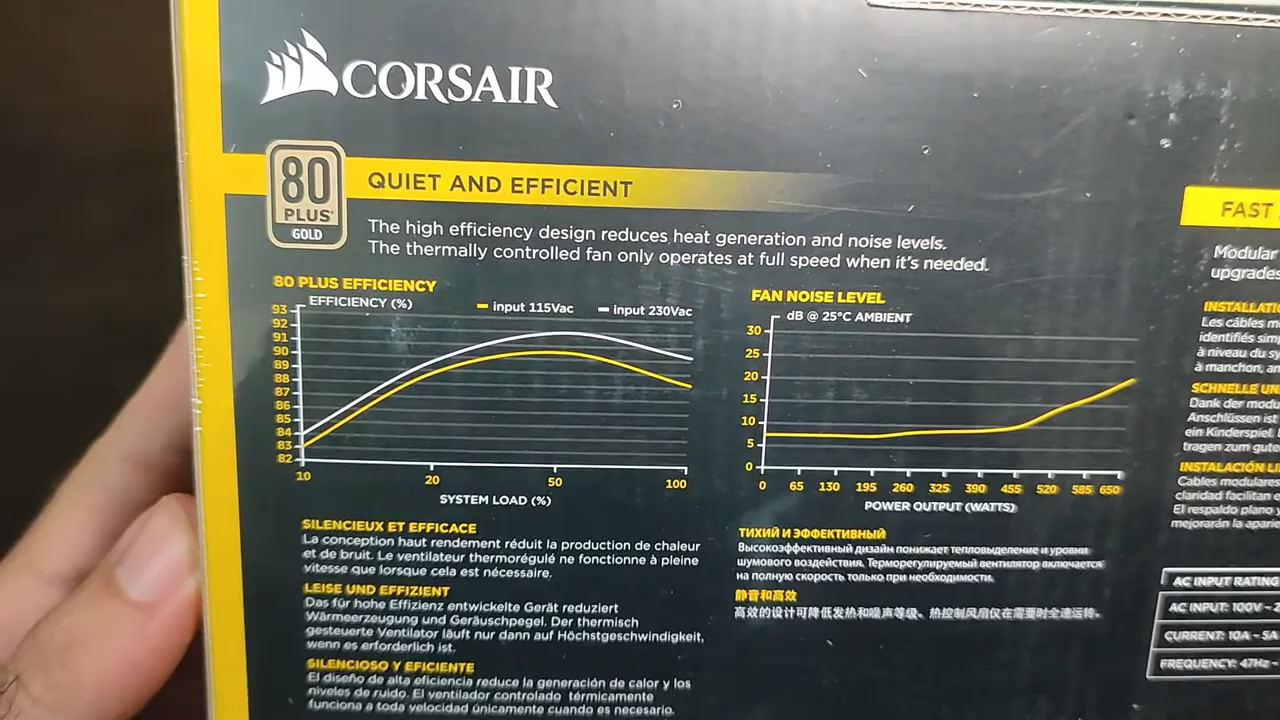 CORSAIR
80
PLUS
GOLD
QUIET AND EFFICIENT
The high efficiency design reduces heat generation and noise levels.
The thermally controlled fan only operates at full speed when it's needed.
80 PLUS EFFICIENCY
EFFICIENCY (%)
input 115Vac
input 230Vac
93
92
91
90
89
88
87
86
85
84
83
82
10 20 50 100
SYSTEM LOAD (%)
FAN NOISE LEVEL
dB @ 25°C AMBIENT
30
25
20
15
10
5
0
0 65 130 195 260 325 390 455 520 585 650
POWER OUTPUT (WATTS)
SILENCIEUX ET EFFICACE
La conception haut rendement réduit la production de chaleur
et de bruit. Le ventilateur thermorégulé ne fonctionne à pleine
vitesse que lorsque cela est nécessaire.
LEISE UND EFFIZIENT
Das für hohe Effizienz entwickelte Gerät reduziert
Wärmeerzeugung und Geräuschpegel. Der thermisch
gesteuerte Ventilator läuft nur dann auf Höchstgeschwindigkeit,
wenn es erforderlich ist.
SILENCIOSO Y EFICIENTE
El diseño de alta eficiencia reduce la generación de calor y los
niveles de ruido. El ventilador controlado térmicamente
funciona a toda velocidad únicamente cuando es necesario.
ТИХИЙ И ЭФФЕКТИВНЫЙ
Высокоэффективный дизайн понижает тепловыделение и уровни
шумового воздействия. Терморегулируемый вентилятор включается
на полную скорость только при необходимости.
静音和高效
高效的设计可降低发热和噪声等级。热控制风扇仅在需要时全速运转。
FAST
Modular
upgrades
INSTALLATI
Les câbles m
identifiés sim
à niveau du sy
à manchon, an
SCHNELLE UN
Dank der modu
Anschlüssen ist
ein Kinderspiel.
tragen zum gute
INSTALACIÓN LI
Cables modulares
claridad facilitan e
El respaldo plano y
mejorarán la apari
AC INPUT RATING
AC INPUT: 100V - 2
CURRENT: 10A - 5A
FREQUENCY: 47Hz -